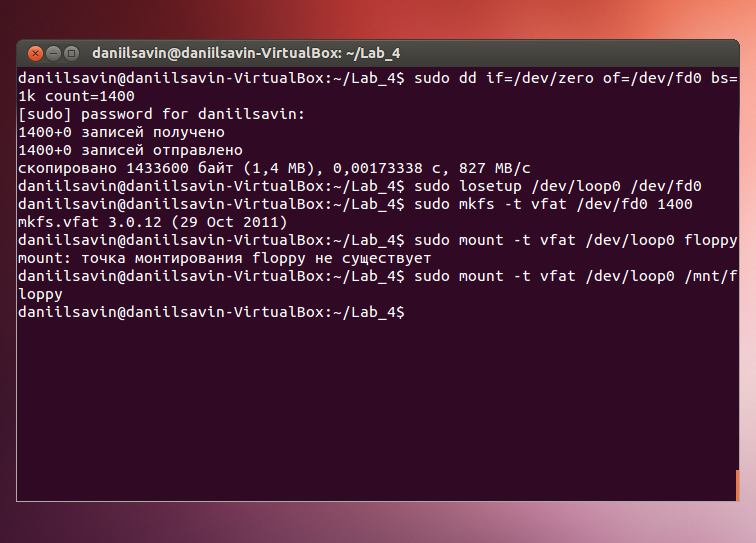 daniilsavin@daniilsavin-VirtualBox: ~/Lab_4
daniilsavin@daniilsavin-VirtualBox:~/Lab_4$ sudo dd if=/dev/zero of=/dev/fd0 bs=
1k count=1400
[sudo] password for daniilsavin:
1400+0 записей получено
1400+0 записей отправлено
скопировано 1433600 байт (1,4 MB), 0,00173338 c, 827 MB/c
daniilsavin@daniilsavin-VirtualBox:~/Lab_4$ sudo losetup /dev/loop0 /dev/fd0
daniilsavin@daniilsavin-VirtualBox:~/Lab_4$ sudo mkfs -t vfat /dev/fd0 1400
mkfs.vfat 3.0.12 (29 Oct 2011)
daniilsavin@daniilsavin-VirtualBox:~/Lab_4$ sudo mount -t vfat /dev/loop0 floppy
mount: точка монтирования floppy не существует
daniilsavin@daniilsavin-VirtualBox:~/Lab_4$ sudo mount -t vfat /dev/loop0 /mnt/f
loppy
daniilsavin@daniilsavin-VirtualBox:~/Lab_4$